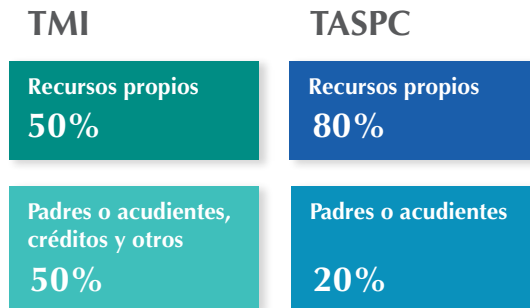 TMI
Recursos propios
50%
Padres o acudientes,
créditos y otros
50%
TASPC
Recursos propios
80%
Padres o acudientes
20%